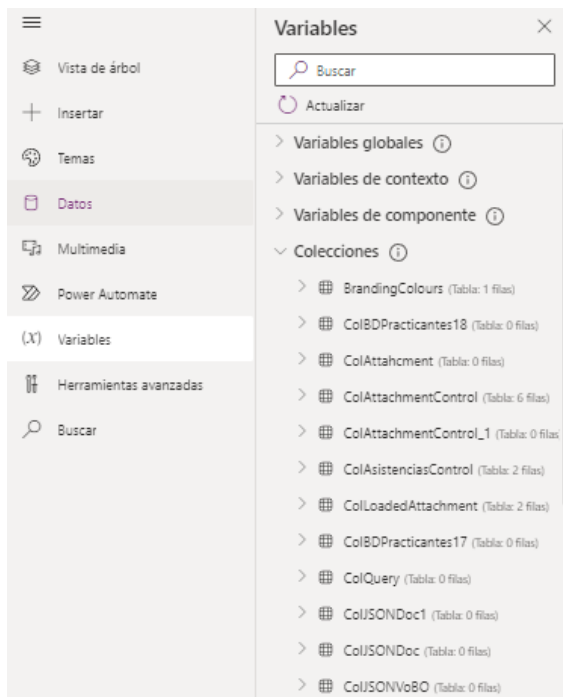 Vista de árbol
Insertar
Temas
Datos
Multimedia
Power Automate
(x) Variables
Herramientas avanzadas
Buscar
Variables
Buscar
Actualizar
Variables globales
Variables de contexto
Variables de componente
Colecciones
BrandingColours (Tabla: 1 filas)
ColBDPracticantes18 (Tabla: 0 filas)
ColAttahcment (Tabla: 0 filas)
ColAttachmentControl (Tabla: 6 filas)
ColAttachmentControl_1 (Tabla: 0 filas
ColAsistenciasControl (Tabla: 2 filas)
ColLoadedAttachment (Tabla: 2 filas)
ColBDPracticantes17 (Tabla: 0 filas)
ColQuery (Tabla: 0 filas)
ColJSONDoc1 (Tabla: 0 filas)
ColJSONDoc (Tabla: 0 filas)
ColJSONVoBO (Tabla: 0 filas)